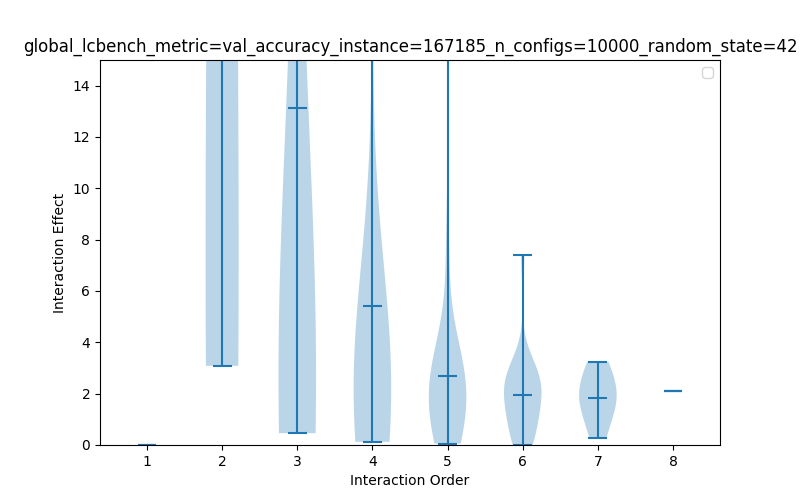 global_lcbench_metric=val_accuracy_instance=167185_n_configs=10000_random_state=42
14
12
10
8
6
4
2
0
Interaction Effect
1 2 3 4 5 6 7 8
Interaction Order